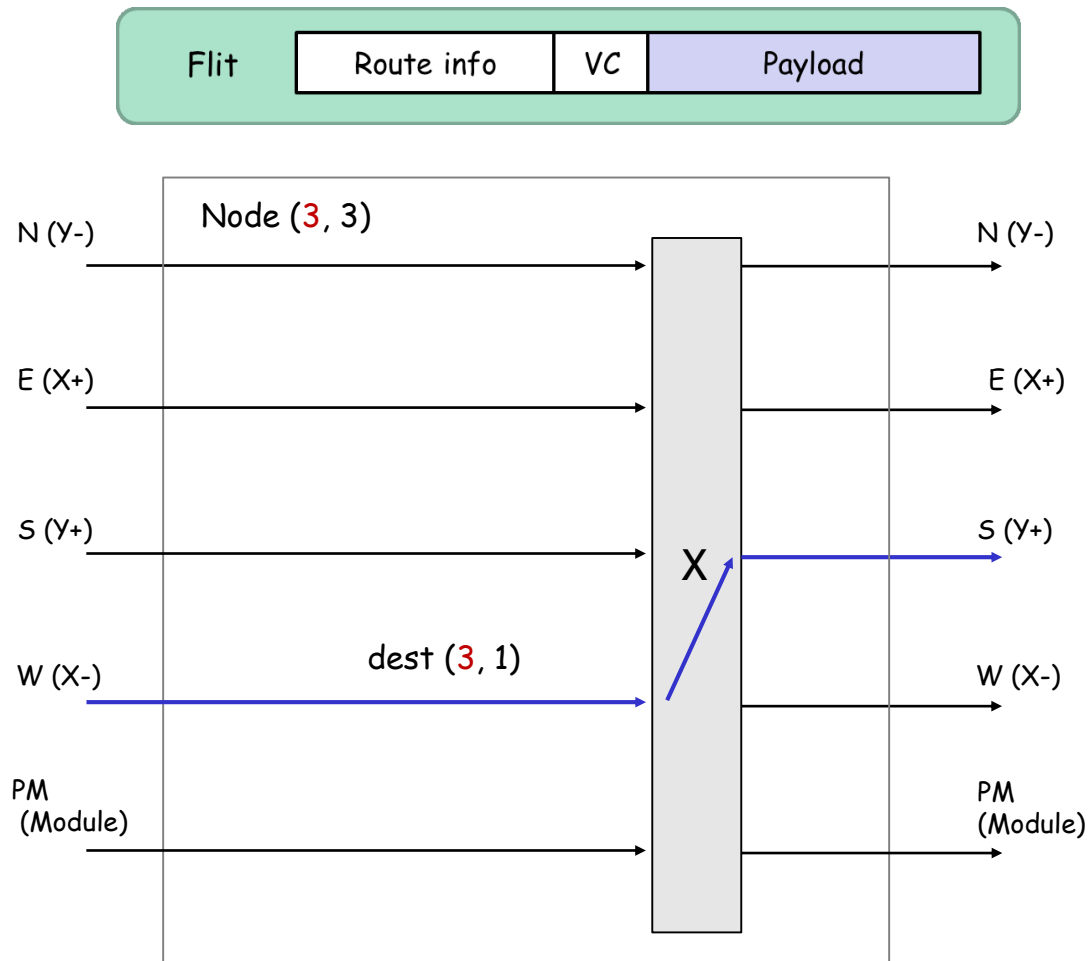 Flit
Route info
VC
Payload
Node (3, 3)
N (Y-)
N (Y-)
E (X+)
E (X+)
S (Y+)
S (Y+)
X
dest (3, 1)
W (X-)
W (X-)
PM
(Module)
PM
(Module)